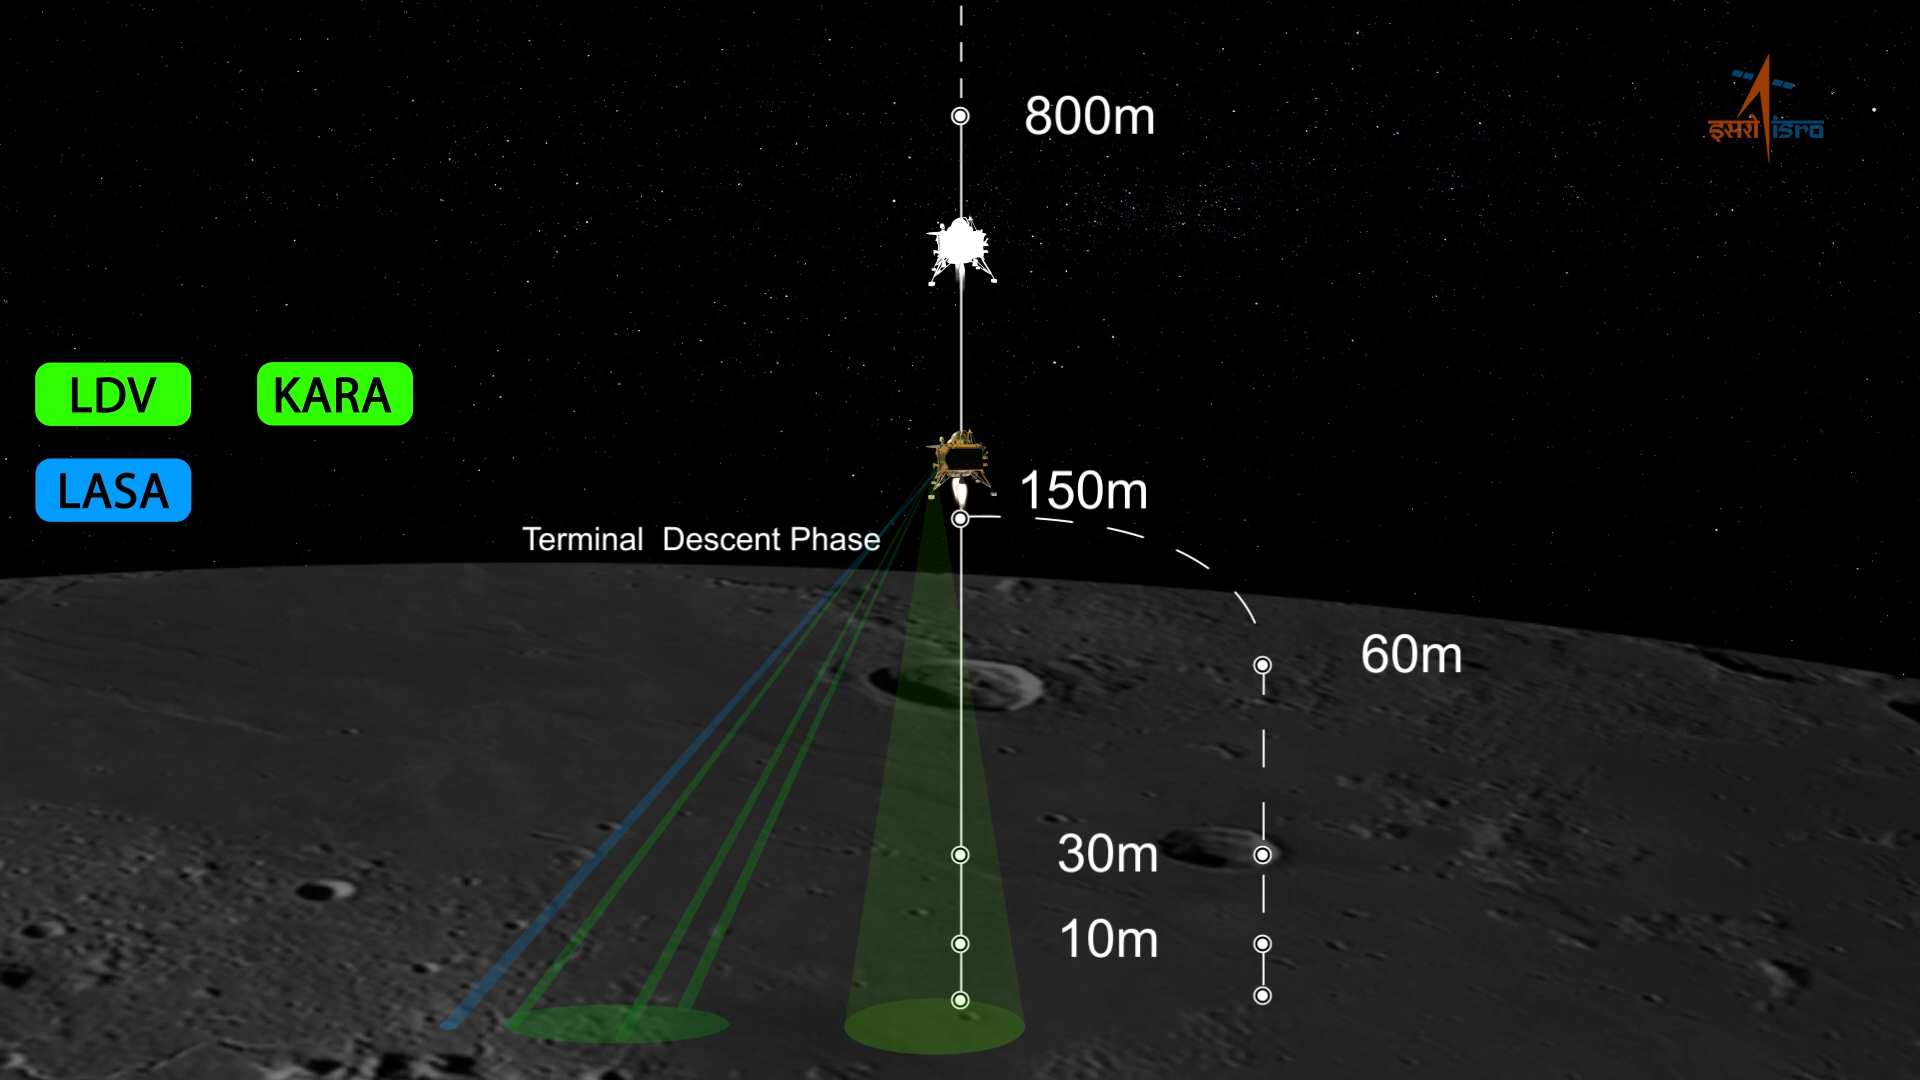 800m
इसरो isro
LDV
KARA
LASA
150m
Terminal Descent Phase
60m
30m
10m